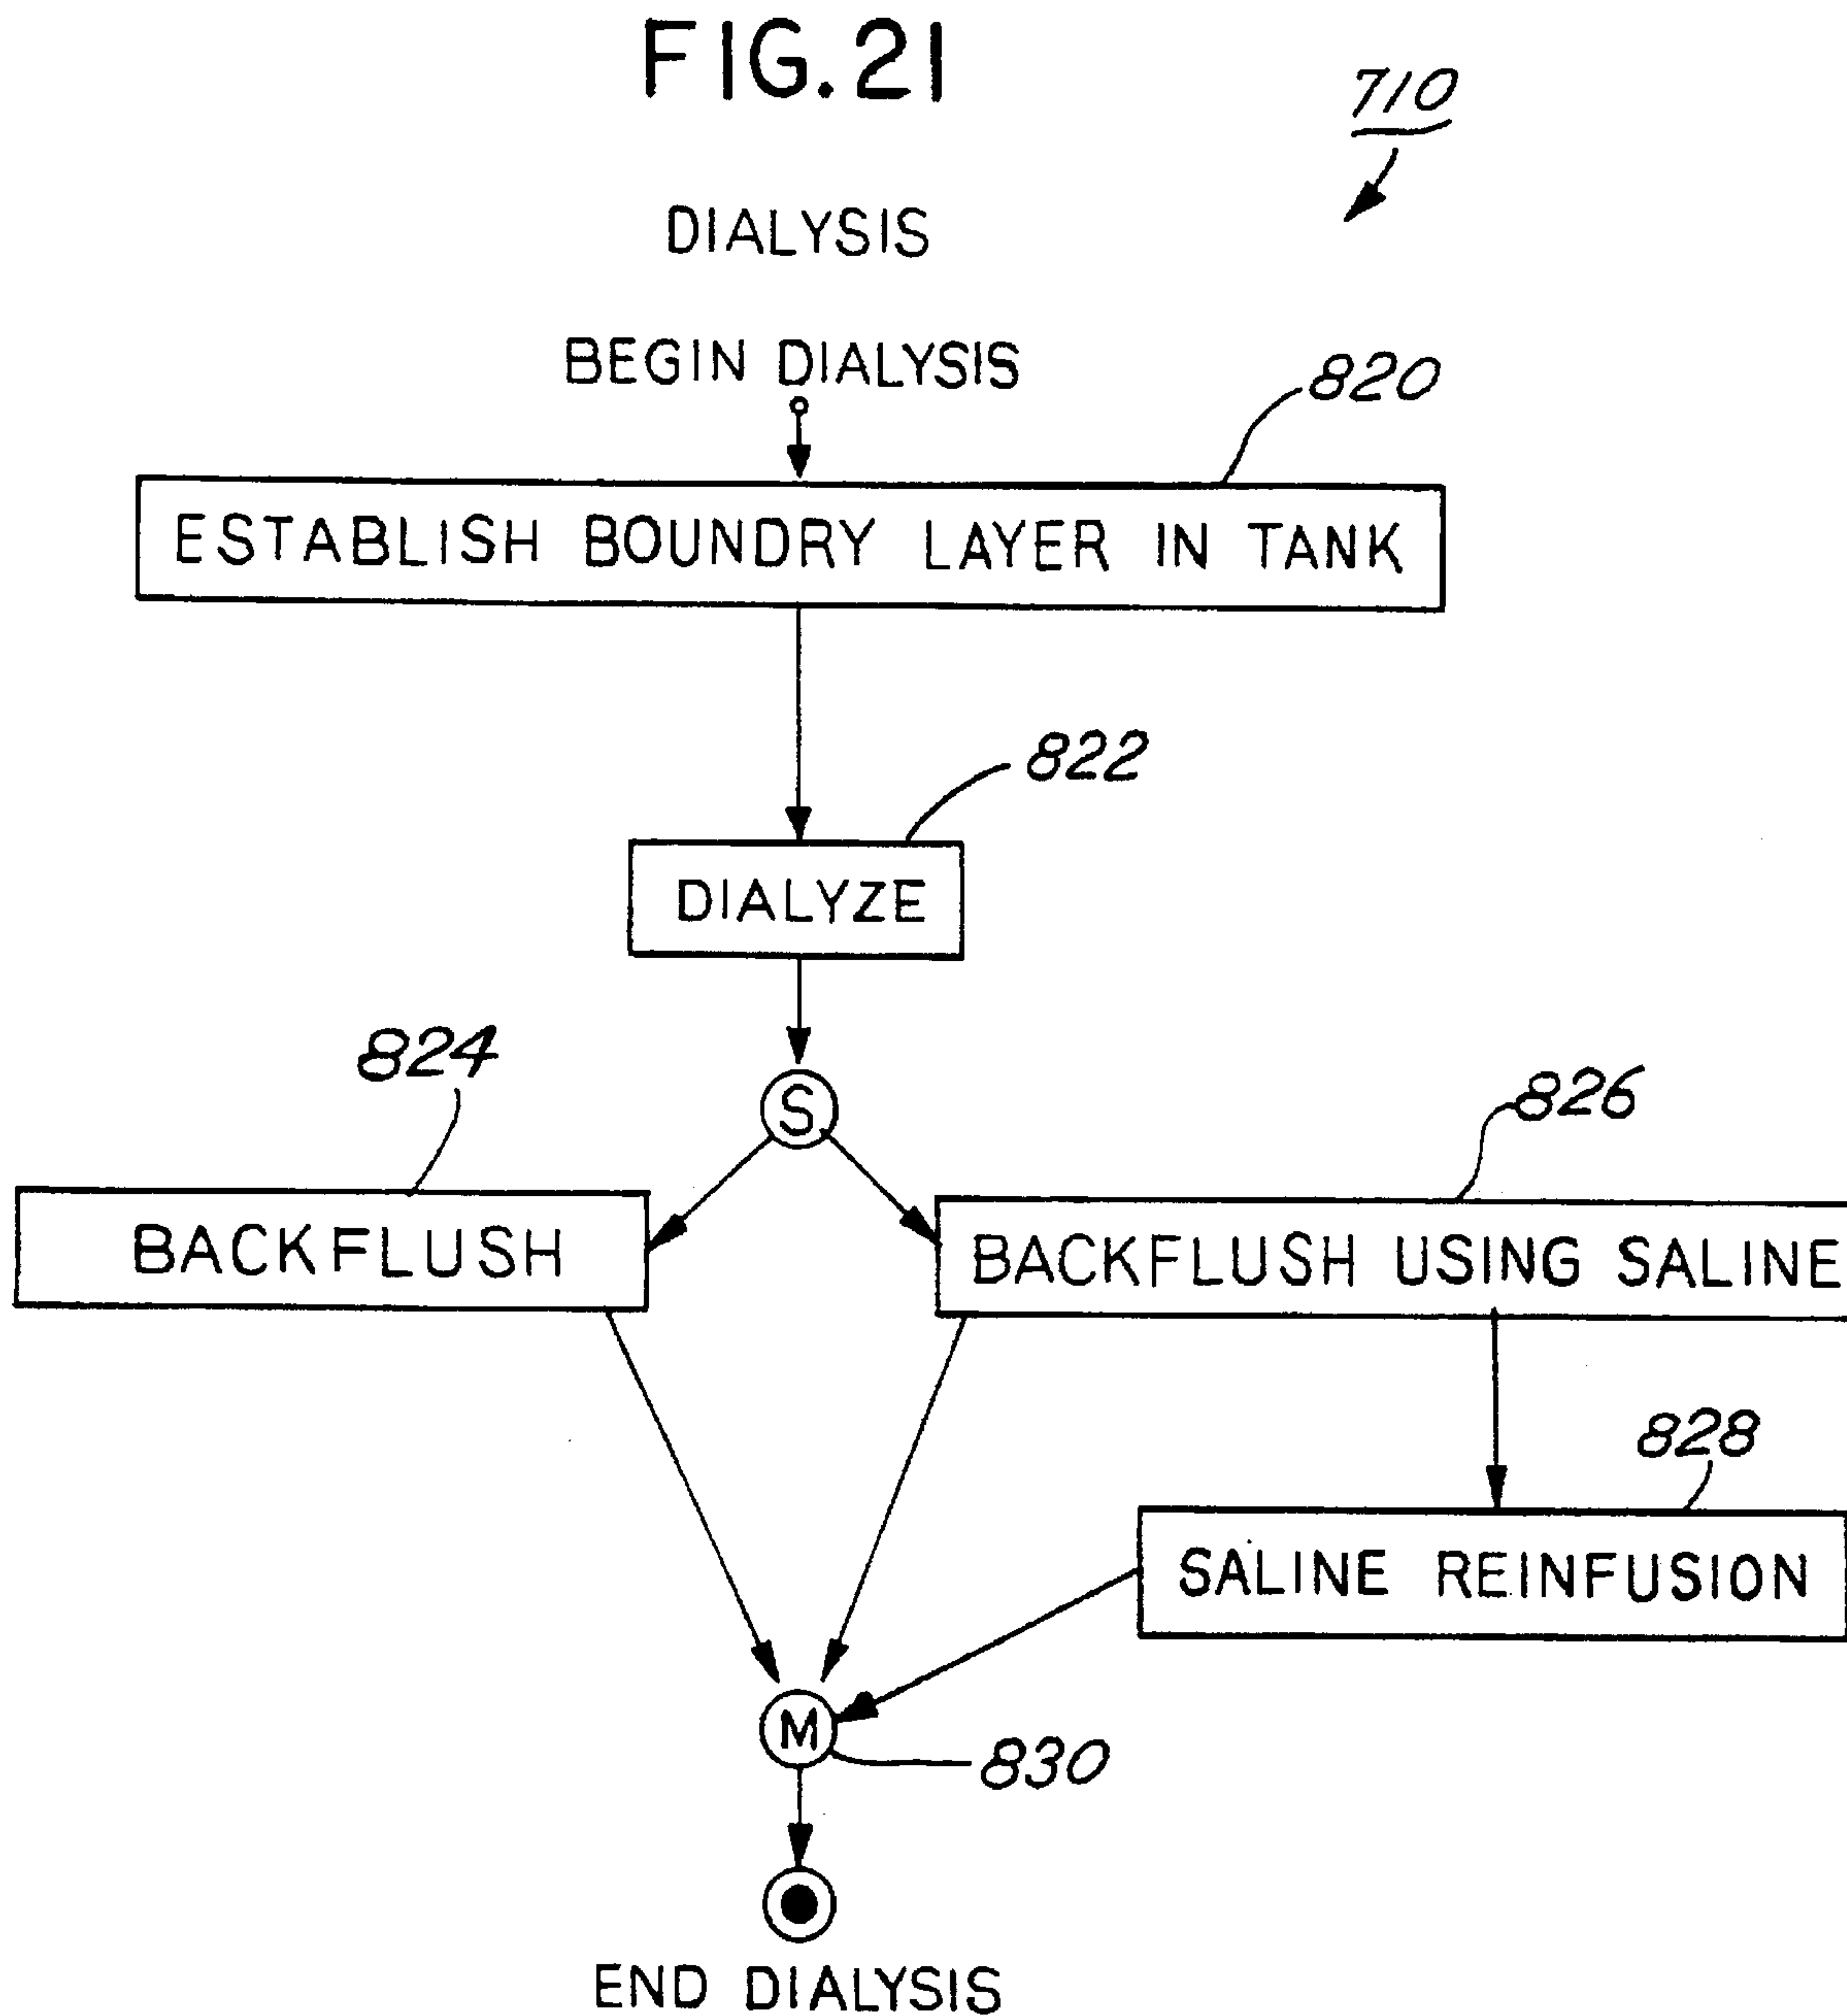 FIG. 21
710
DIALYSIS
BEGIN DIALYSIS
820
ESTABLISH BOUNDRY LAYER IN TANK
822
DIALYZE
824
S
826
BACKFLUSH
BACKFLUSH USING SALINE
828
SALINE REINFUSION
M
830
END DIALYSIS